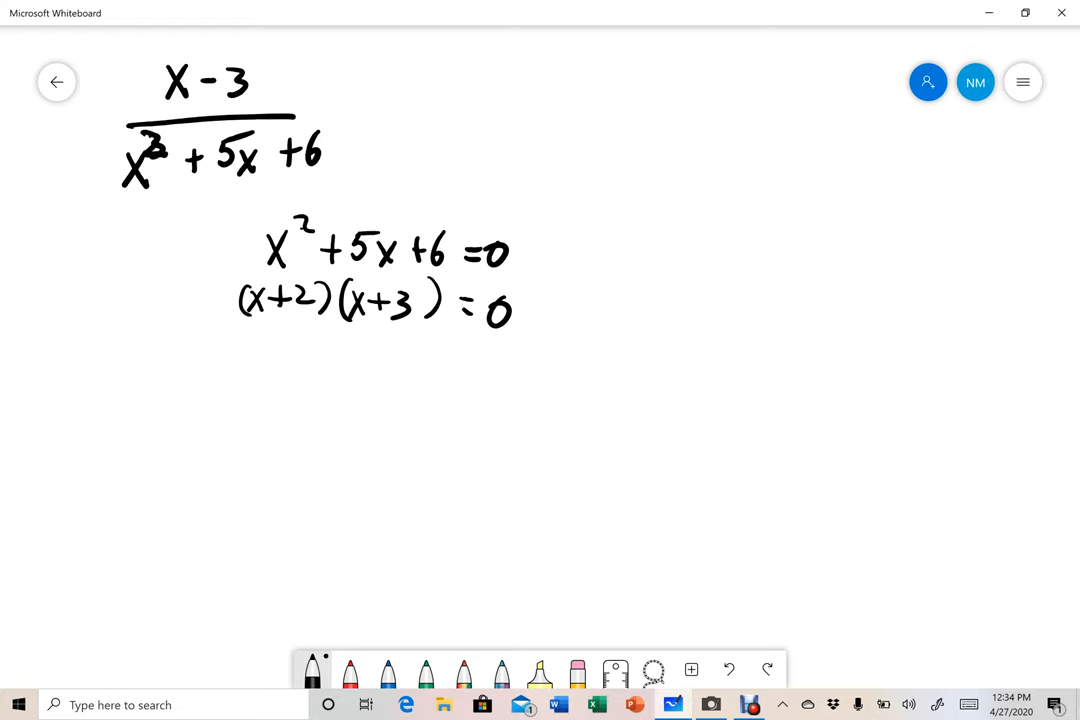 Microsoft Whiteboard
NM
x - 3
x² + 5x + 6
x² + 5x + 6 = 0
(x+2)(x+3) = 0
Type here to search
12:34 PM
4/27/2020